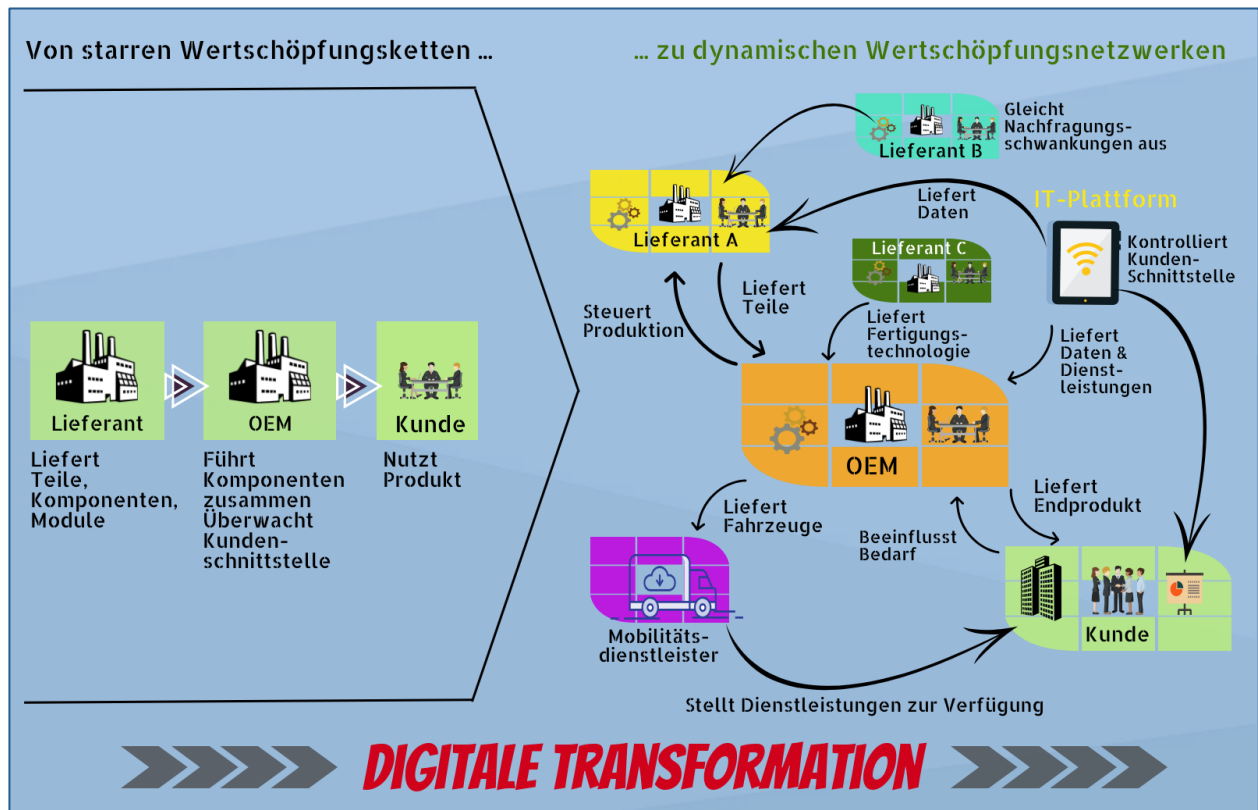 Von starren Wertschöpfungsketten ...
... zu dynamischen Wertschöpfungsnetzwerken
Lieferant
Liefert
Teile,
Komponenten,
Module
OEM
Führt
Komponenten
zusammen
Überwacht
Kunden-
schnittstelle
Kunde
Nutzt
Produkt
Lieferant B
Gleicht
Nachfragungs-
schwankungen aus
Lieferant A
Liefert
Daten
IT-Plattform
Kontrolliert
Kunden-
Schnittstelle
Lieferant C
Steuert
Produktion
Liefert
Teile
Liefert
Fertigungs-
technologie
Liefert
Daten &
Dienst-
leistungen
OEM
Liefert
Fahrzeuge
Beeinflusst
Bedarf
Liefert
Endprodukt
Mobilitäts-
dienstleister
Kunde
Stellt Dienstleistungen zur Verfügung
DIGITALE TRANSFORMATION